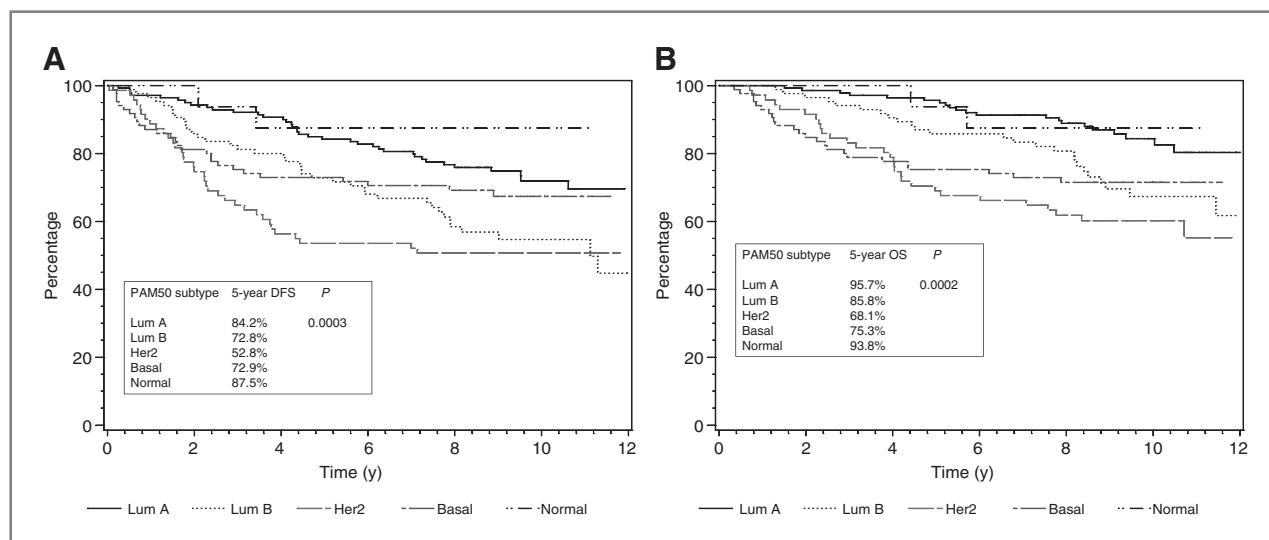 A
Percentage
100
80
60
40
20
0
PAM50 subtype 5-year DFS P
Lum A 84.2% 0.0003
Lum B 72.8%
Her2 52.8%
Basal 72.9%
Normal 87.5%
0 2 4 6 8 10 12
Time (y)
Lum A Lum B Her2 Basal Normal
B
Percentage
100
80
60
40
20
0
PAM50 subtype 5-year OS P
Lum A 95.7% 0.0002
Lum B 85.8%
Her2 68.1%
Basal 75.3%
Normal 93.8%
0 2 4 6 8 10 12
Time (y)
Lum A Lum B Her2 Basal Normal